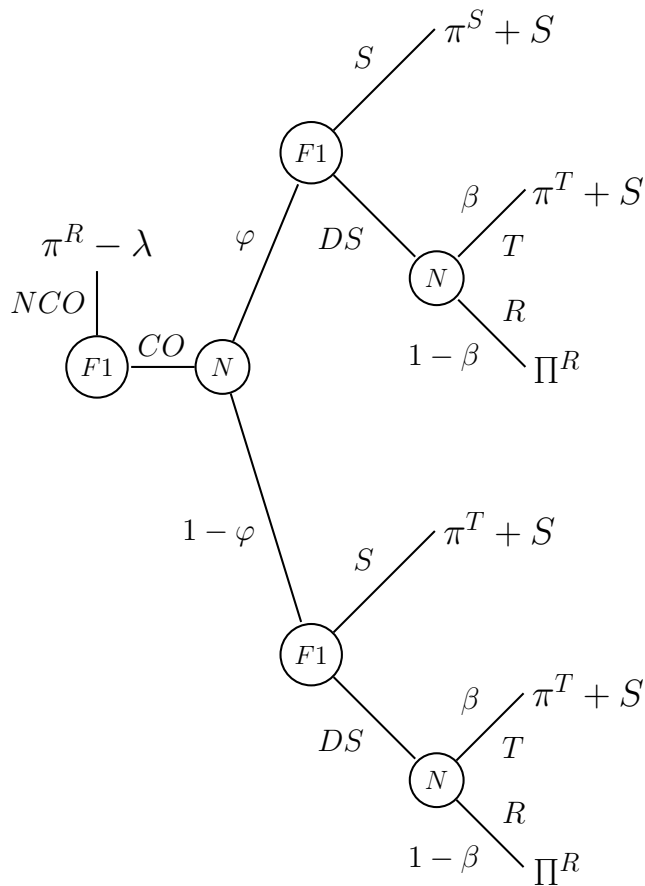 S
π^S + S
F1
β
π^T + S
DS
T
φ
N
R
π^R − λ
NCO
1 − β
Π^R
F1
CO
N
1 − φ
S
π^T + S
F1
β
π^T + S
DS
T
N
R
1 − β
Π^R